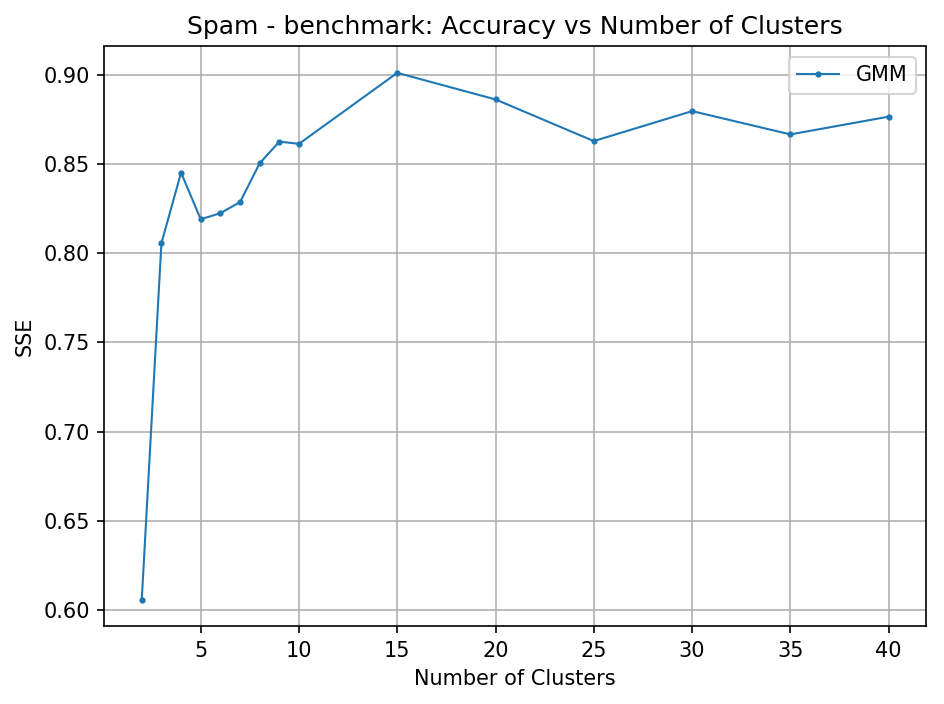 Spam - benchmark: Accuracy vs Number of Clusters
GMM
SSE
0.90
0.85
0.80
0.75
0.70
0.65
0.60
5 10 15 20 25 30 35 40
Number of Clusters